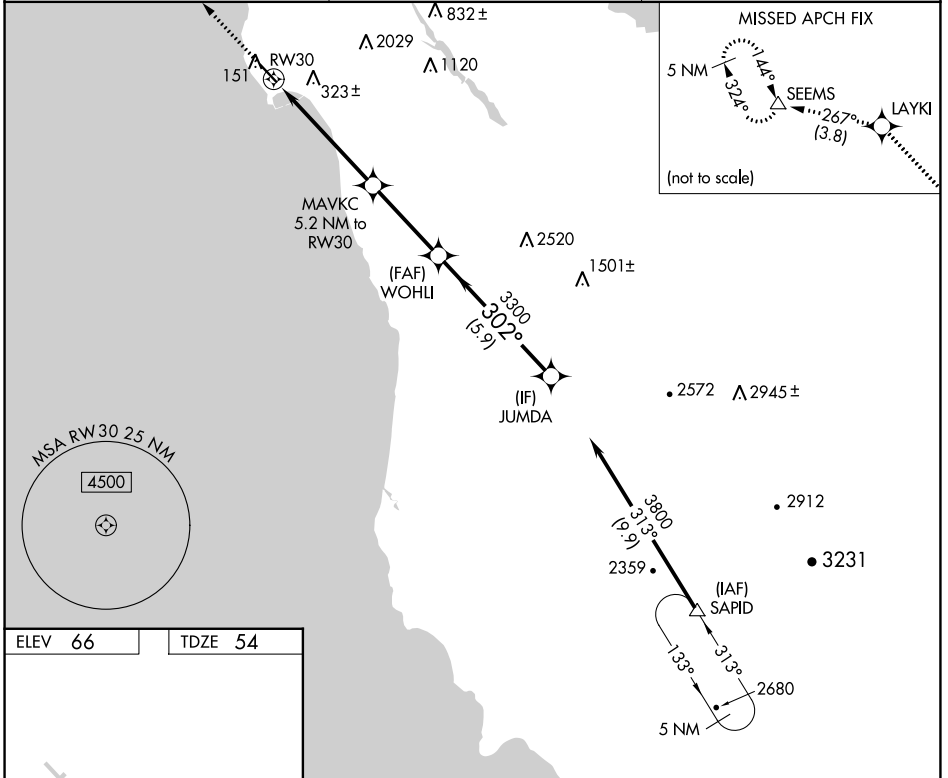 832±
2029
1120
RW30
151
323±
MISSED APCH FIX
5 NM
144°
324°
SEEMS
LAYKI
267°
(3.8)
(not to scale)
MAVKC
5.2 NM to
RW30
2520
1501±
(FAF)
WOHLI
3300
302°
(5.9)
(IF)
JUMDA
2572
2945±
MSA RW30 25 NM
4500
3800
313°
(9.9)
2912
2359
3231
(IAF)
SAPID
133°
313°
2680
5 NM
ELEV 66
TDZE 54